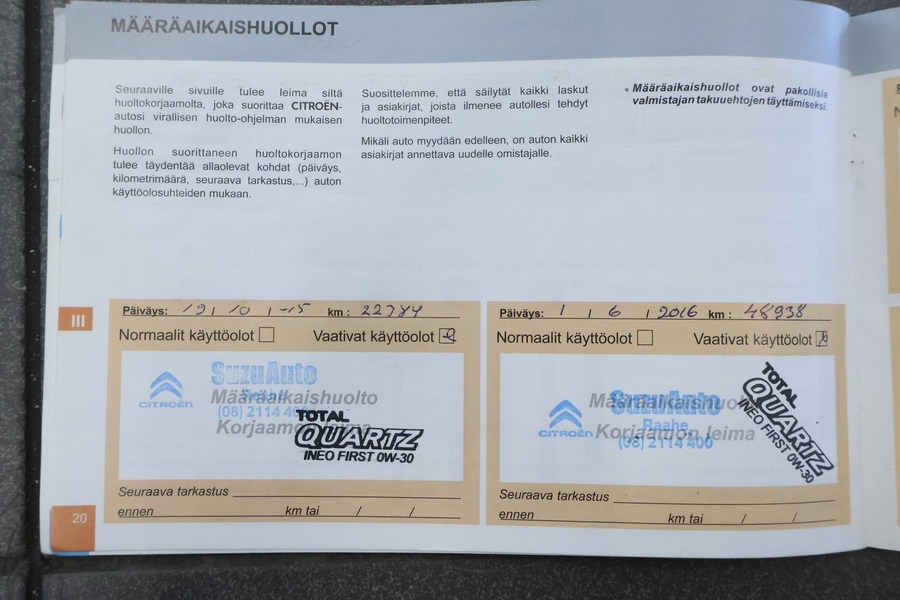 MÄÄRÄAIKAISHUOLLOT
Seuraaville sivuille tulee leima siltä
huoltokorjaamolta, joka suorittaa CITROËN-
autosi virallisen huolto-ohjelman mukaisen
huollon.
Huollon suorittaneen huoltokorjaamon
tulee täydentää allaolevat kohdat (päiväys,
kilometrimäärä, seuraava tarkastus,...) auton
käyttöolosuhteiden mukaan.
Suosittelemme, että säilytät kaikki laskut
ja asiakirjat, joista ilmenee autollesi tehdyt
huoltotoimenpiteet.
Mikäli auto myydään edelleen, on auton kaikki
asiakirjat annettava uudelle omistajalle.
• Määräaikaishuollot ovat pakollisia
valmistajan takuuehtojen täyttämiseksi.
III
Päiväys: 19 / 10 / -15 km : 22784
Normaalit käyttöolot Vaativat käyttöolot
SuzuAuto
Määräaikaishuolto
CITROËN
(08) 2114 400
Korjaamon leima
TOTAL
QUARTZ
INEO FIRST 0W-30
Seuraava tarkastus
ennen km tai / /
Päiväys: 1 / 6 / 2016 km : 48938
Normaalit käyttöolot Vaativat käyttöolot
Määräaikaishuolto
SuzuAuto
Raahe
CITROËN
Korjaamon leima
(08) 2114 400
TOTAL
QUARTZ
INEO FIRST 0W-30
Seuraava tarkastus
ennen km tai / /
20